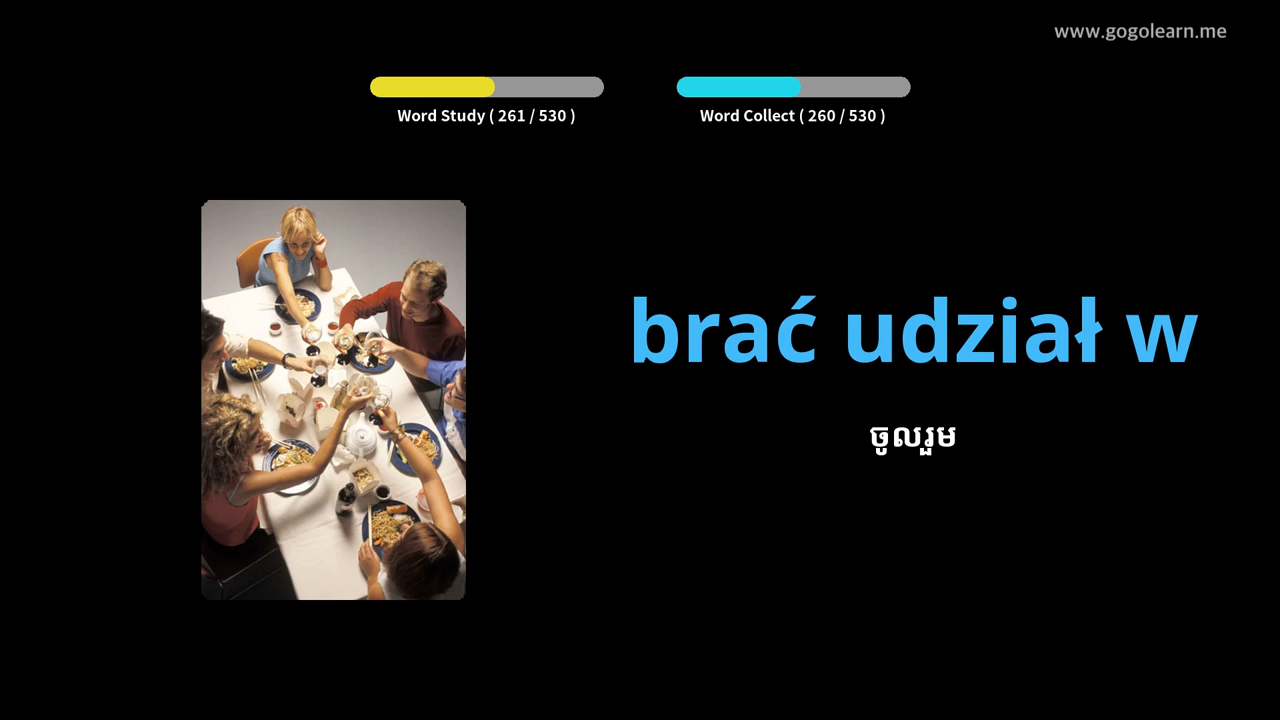 www.gogolearn.me
Word Study ( 261 / 530 )
Word Collect ( 260 / 530 )
brać udział w
ចូលរួម